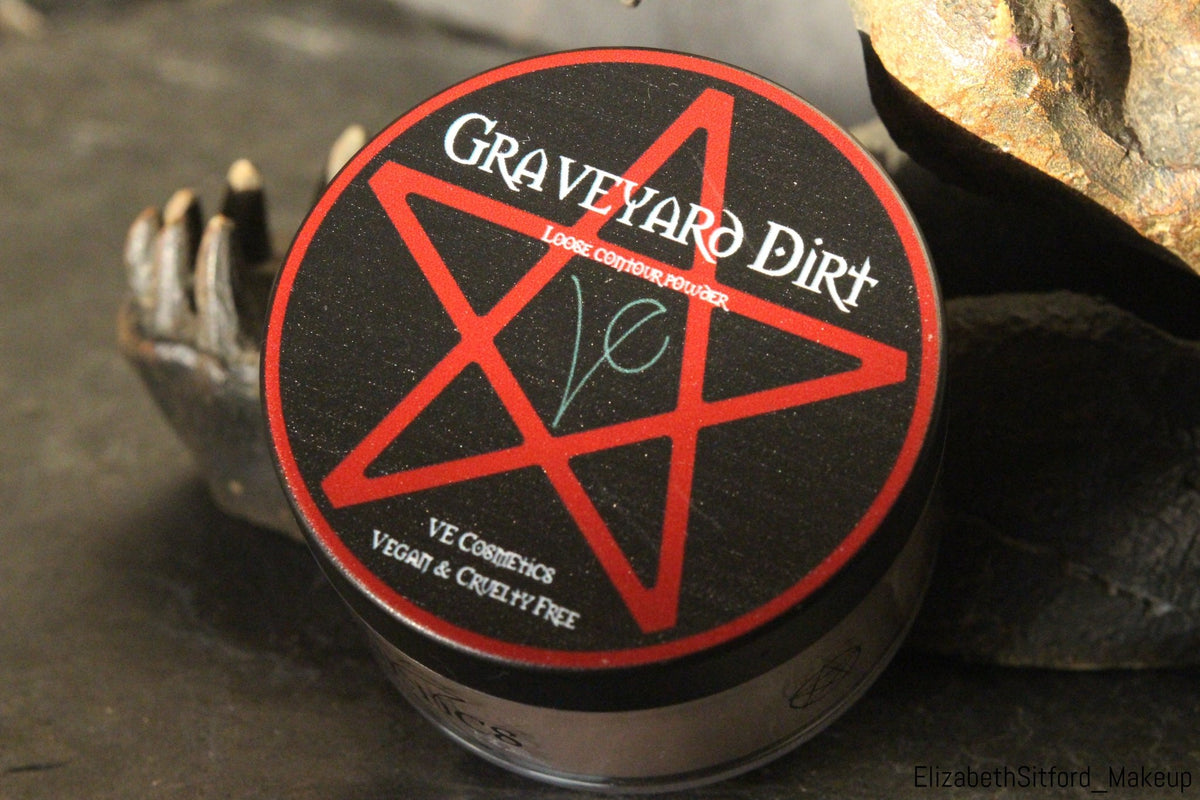 Graveyard Dirt
Loose contour powder
VE
VE Cosmetics
Vegan & Cruelty Free
ElizabethSitford_Makeup